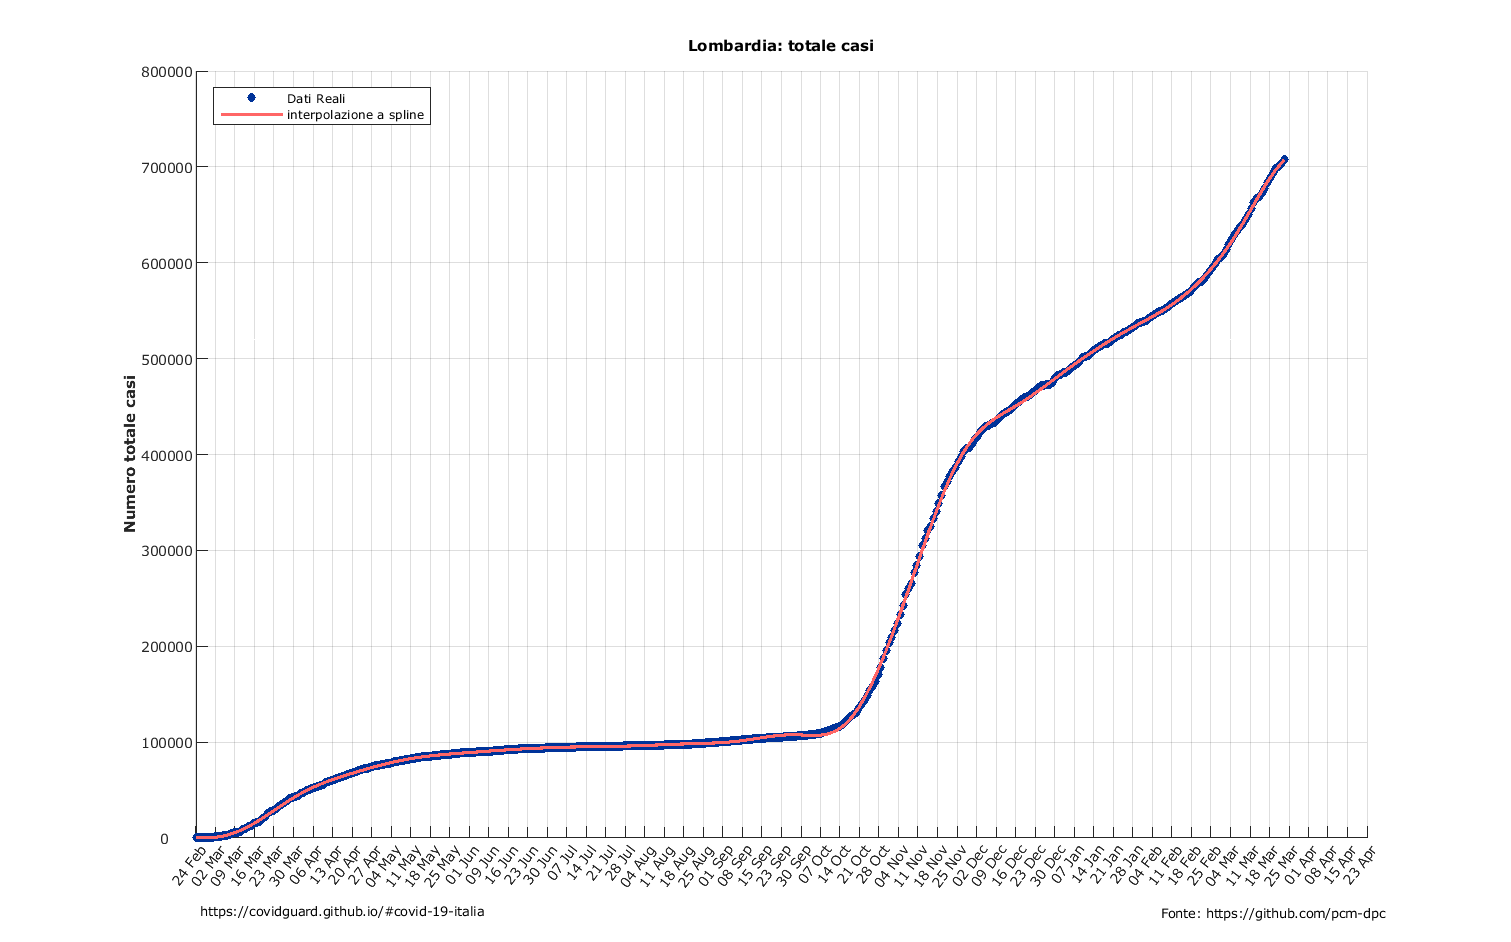 Lombardia: totale casi
800000
700000
600000
500000
400000
300000
200000
100000
0
Numero totale casi
Dati Reali
interpolazione a spline
24 Feb
02 Mar
09 Mar
16 Mar
23 Mar
30 Mar
06 Apr
13 Apr
20 Apr
27 Apr
04 May
11 May
18 May
25 May
01 Jun
09 Jun
16 Jun
23 Jun
30 Jun
07 Jul
14 Jul
21 Jul
28 Jul
04 Aug
11 Aug
18 Aug
25 Aug
01 Sep
08 Sep
15 Sep
23 Sep
30 Sep
07 Oct
14 Oct
21 Oct
28 Oct
04 Nov
11 Nov
18 Nov
25 Dec
02 Dec
09 Dec
16 Dec
23 Dec
30 Dec
07 Jan
14 Jan
21 Jan
28 Jan
04 Feb
11 Feb
18 Feb
25 Feb
04 Mar
11 Mar
18 Mar
25 Mar
01 Apr
08 Apr
15 Apr
23 Apr
https://covidguard.github.io/#covid-19-italia
Fonte: https://github.com/pcm-dpc